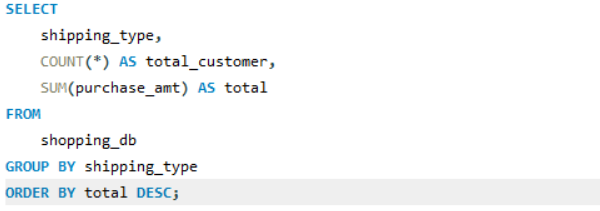 SELECT
shipping_type,
COUNT(*) AS total_customer,
SUM(purchase_amt) AS total
FROM
shopping_db
GROUP BY shipping_type
ORDER BY total DESC;